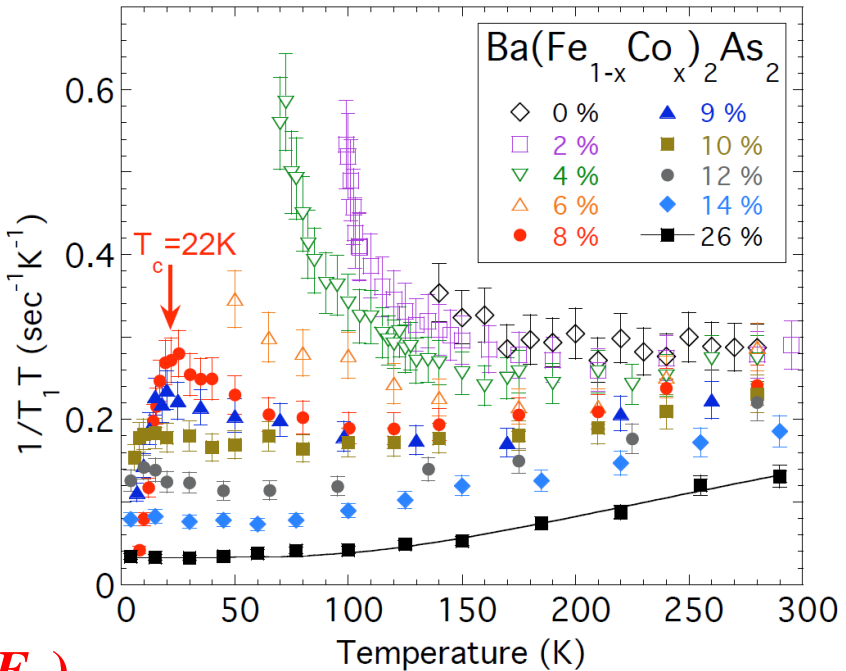 Ba(Fe1-xCox)2As2
0 %
9 %
2 %
10 %
4 %
12 %
6 %
14 %
8 %
26 %
0.6
0.4
0.2
0
1/T1T (sec-1K-1)
Tc=22K
0 50 100 150 200 250 300
Temperature (K)